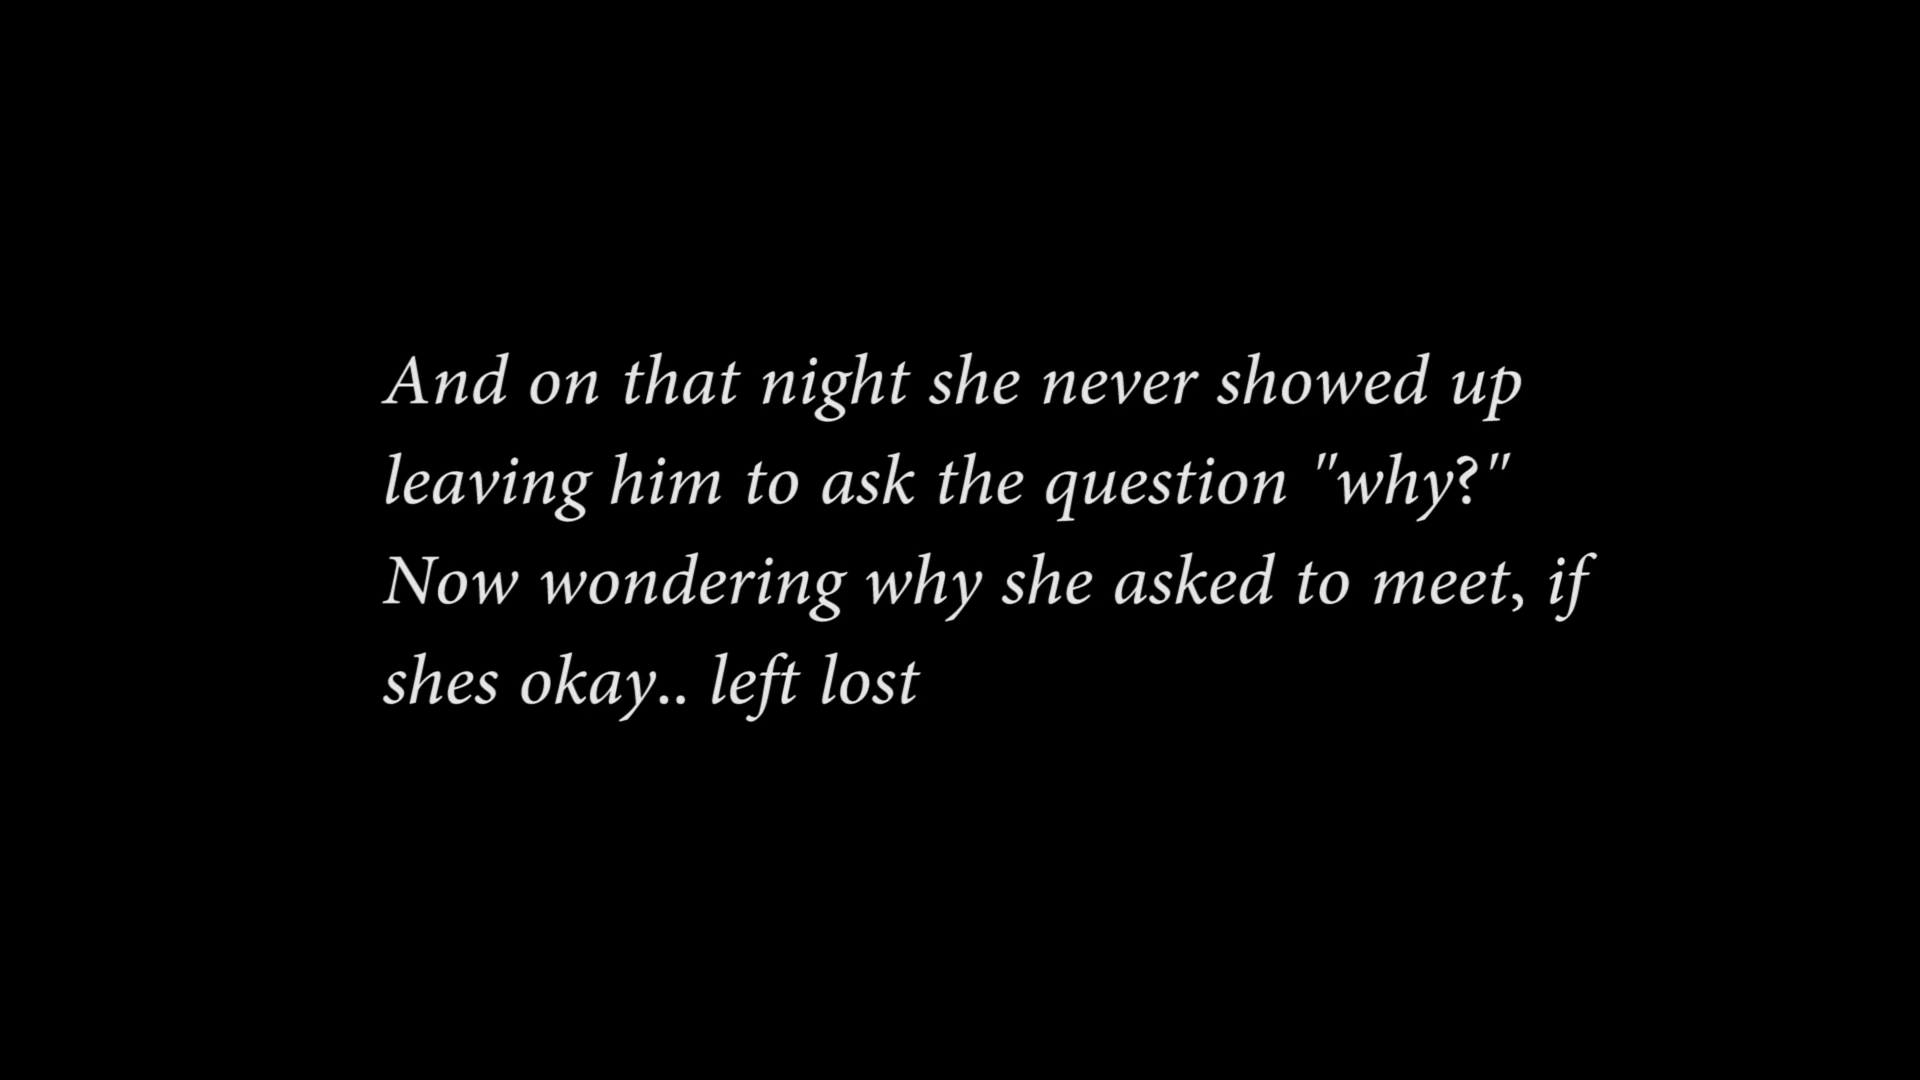 And on that night she never showed up
leaving him to ask the question "why?"
Now wondering why she asked to meet, if
shes okay.. left lost